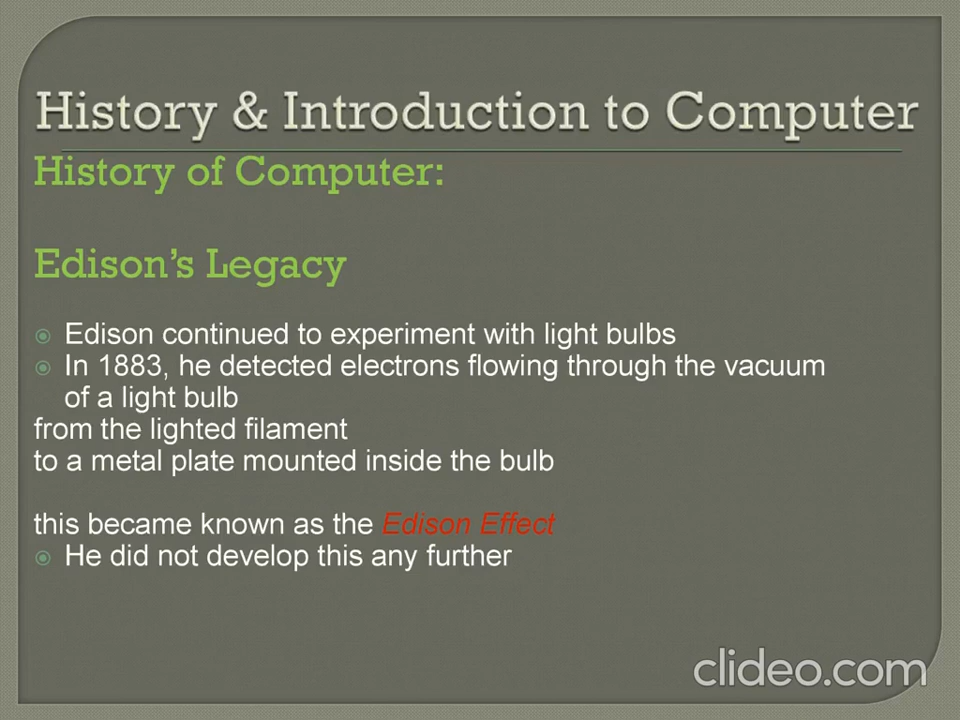 History & Introduction to Computer
History of Computer:
Edison's Legacy
Edison continued to experiment with light bulbs
In 1883, he detected electrons flowing through the vacuum
of a light bulb
from the lighted filament
to a metal plate mounted inside the bulb
this became known as the Edison Effect
He did not develop this any further
clideo.com